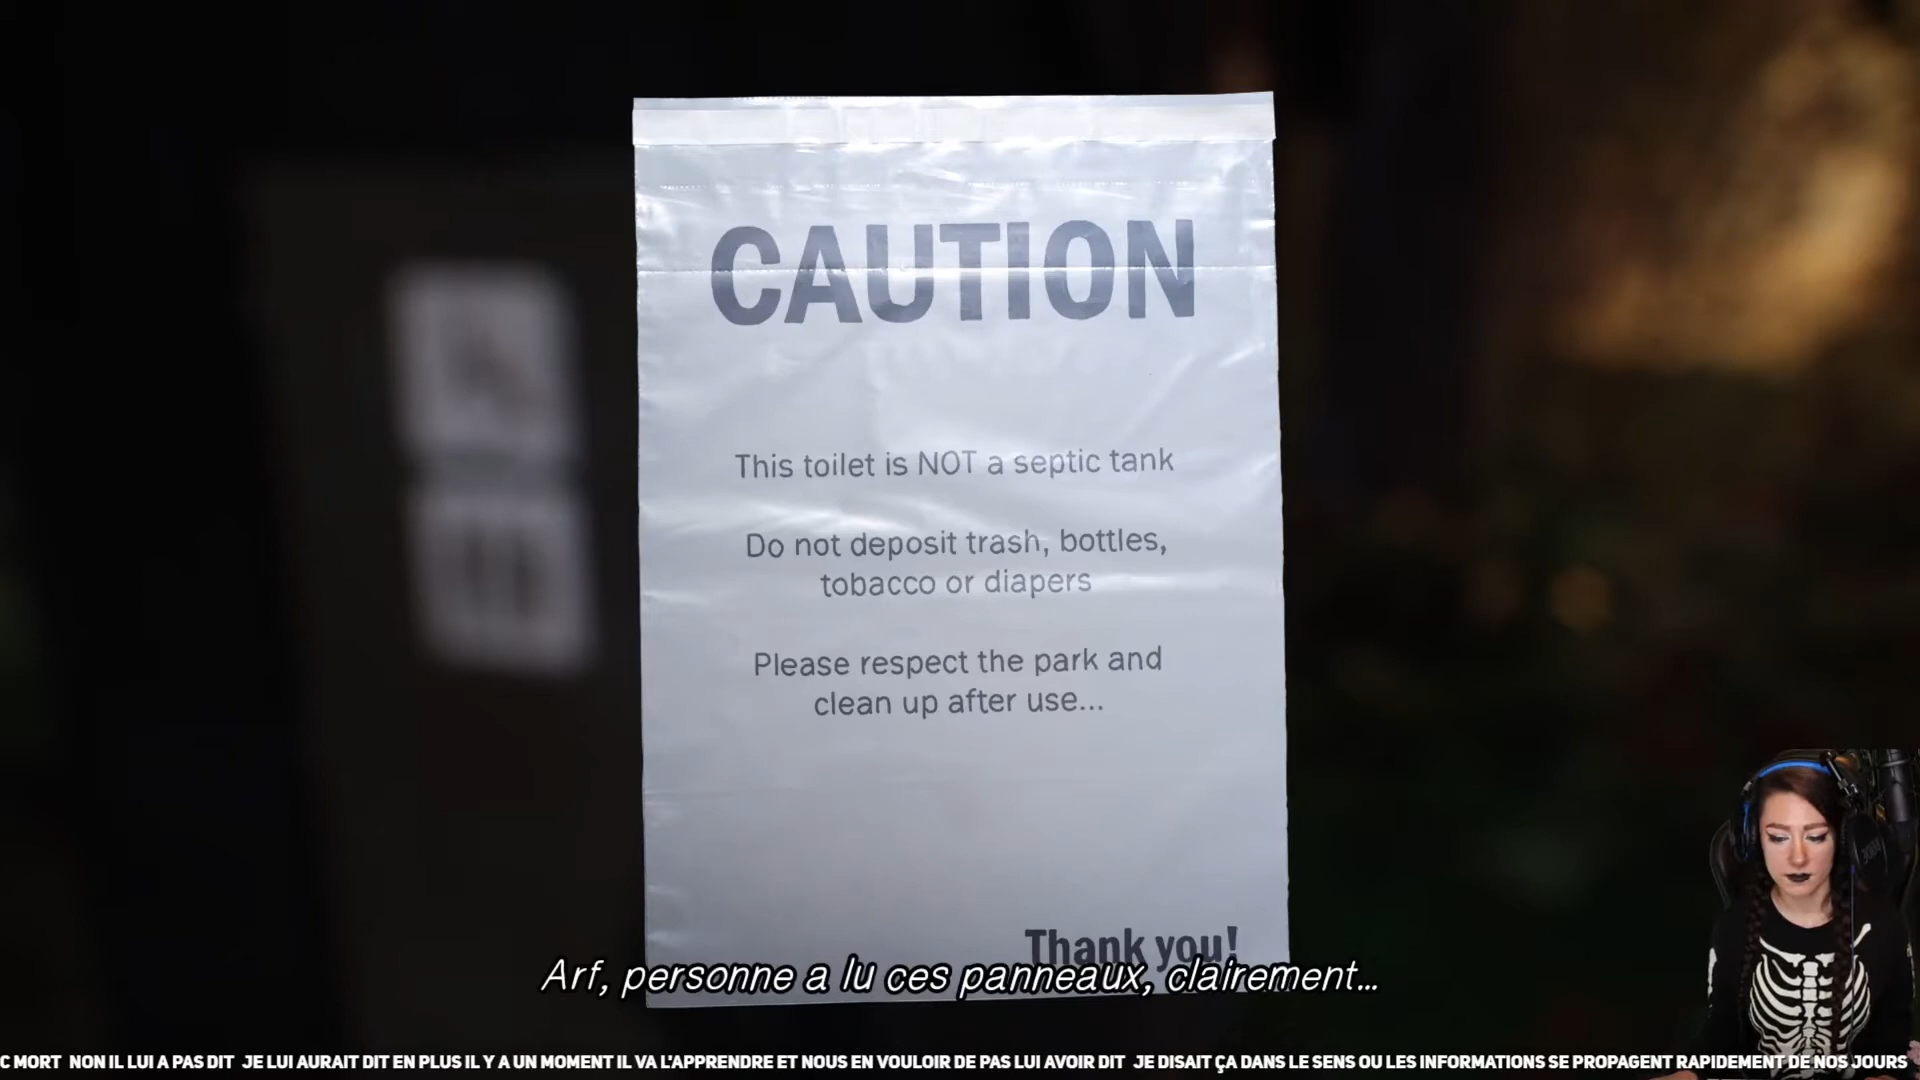 CAUTION
This toilet is NOT a septic tank
Do not deposit trash, bottles,
tobacco or diapers
Please respect the park and
clean up after use...
Thank you!
Arf, personne a lu ces panneaux, clairement...
C MORT NON IL LUI A PAS DIT JE LUI AURAIT DIT EN PLUS IL Y A UN MOMENT IL VA L'APPRENDRE ET NOUS EN VOULOIR DE PAS LUI AVOIR DIT JE DISAIT ÇA DANS LE SENS OU LES INFORMATIONS SE PROPAGENT RAPIDEMENT DE NOS JOURS